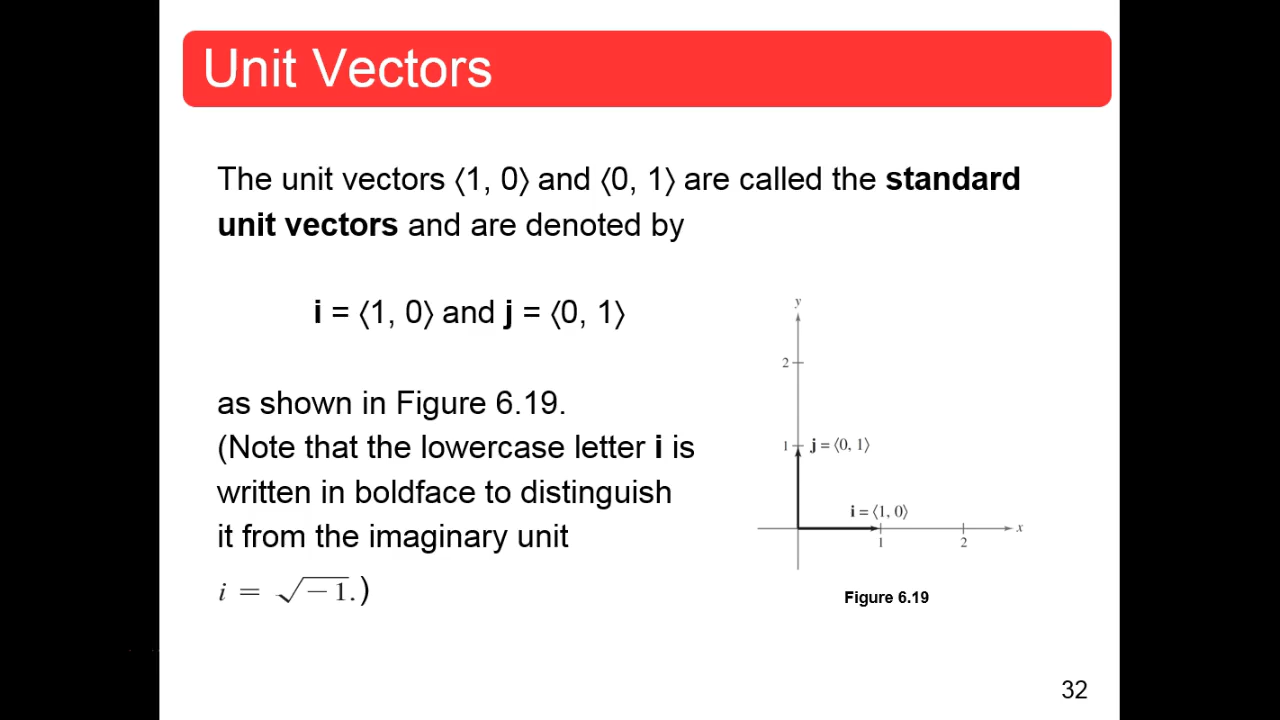 Unit Vectors
The unit vectors ⟨1, 0⟩ and ⟨0, 1⟩ are called the standard
unit vectors and are denoted by
i = ⟨1, 0⟩ and j = ⟨0, 1⟩
as shown in Figure 6.19.
(Note that the lowercase letter i is
written in boldface to distinguish
it from the imaginary unit
i = √−1.)
y
2
1
j = ⟨0, 1⟩
i = ⟨1, 0⟩
x
1
2
Figure 6.19
32